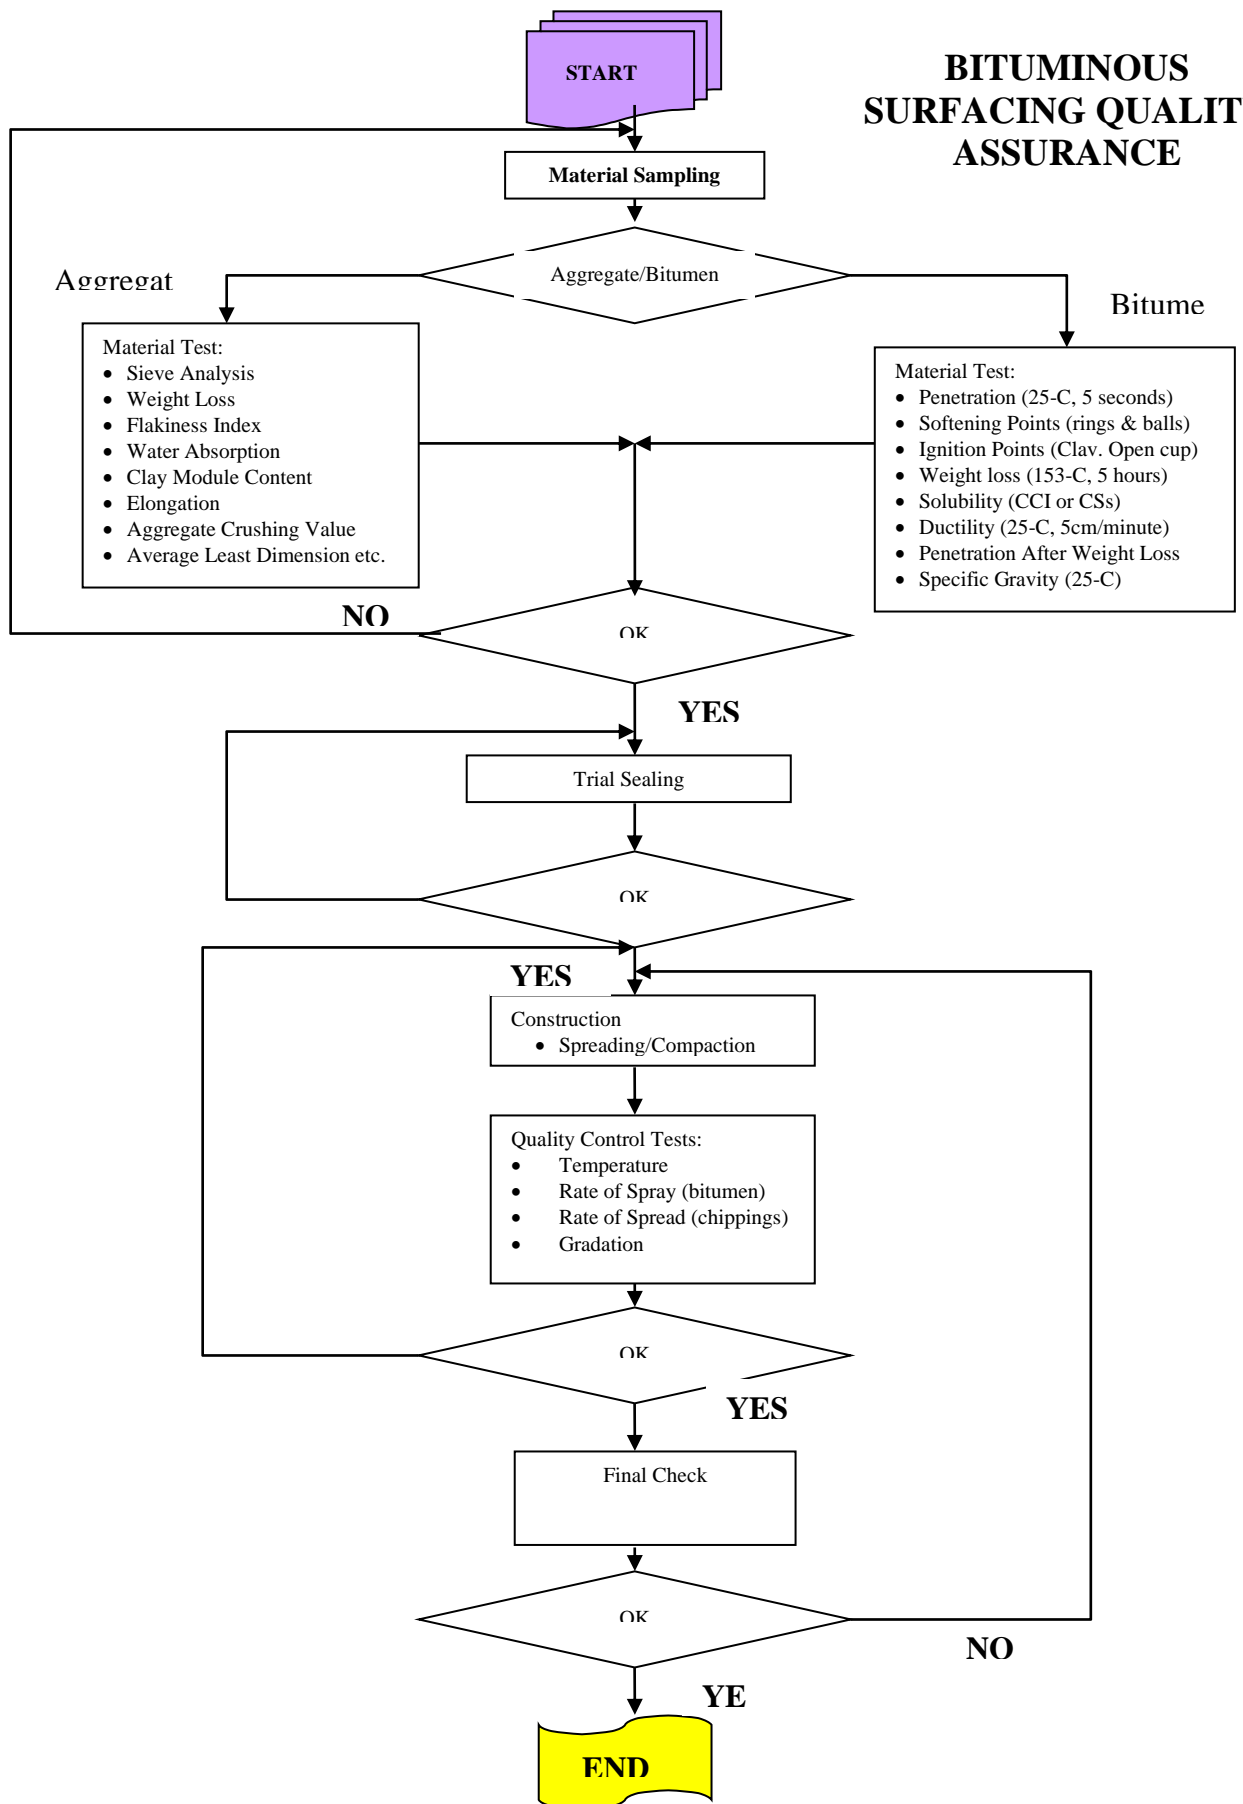 START
BITUMINOUS
SURFACING QUALIT
ASSURANCE
Material Sampling
Aggregate/Bitumen
Aggregat
Bitume
Material Test:
• Sieve Analysis
• Weight Loss
• Flakiness Index
• Water Absorption
• Clay Module Content
• Elongation
• Aggregate Crushing Value
• Average Least Dimension etc.
Material Test:
• Penetration (25-C, 5 seconds)
• Softening Points (rings & balls)
• Ignition Points (Clav. Open cup)
• Weight loss (153-C, 5 hours)
• Solubility (CCI or CSs)
• Ductility (25-C, 5cm/minute)
• Penetration After Weight Loss
• Specific Gravity (25-C)
NO
OK
YES
Trial Sealing
OK
YES
Construction
• Spreading/Compaction
Quality Control Tests:
• Temperature
• Rate of Spray (bitumen)
• Rate of Spread (chippings)
• Gradation
OK
YES
Final Check
OK
NO
YE
END